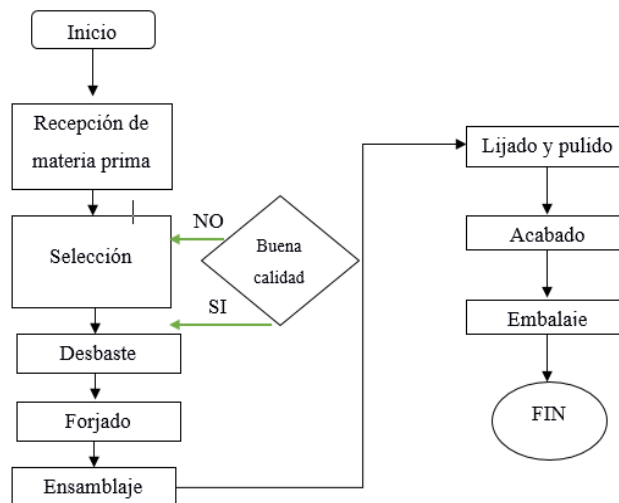 Inicio
Recepción de
materia prima
Selección
NO
Buena
calidad
SI
Desbaste
Forjado
Ensamblaje
Lijado y pulido
Acabado
Embalaje
FIN